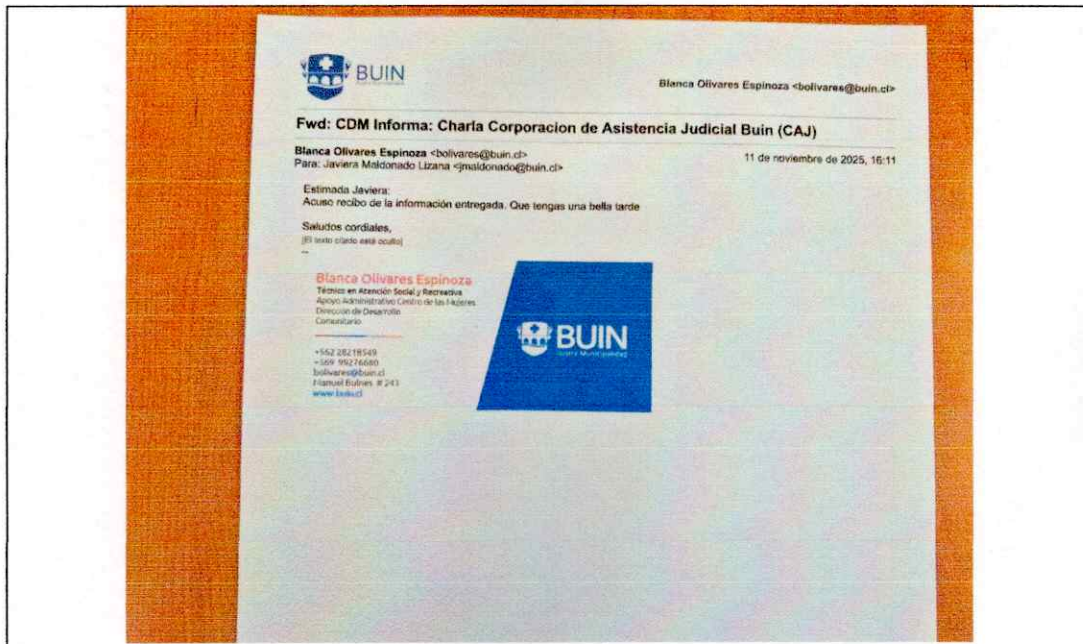 BUIN
Blanca Olivares Espinoza <bolivares@buin.cl>
Fwd: CDM Informa: Charla Corporacion de Asistencia Judicial Buin (CAJ)
Blanca Olivares Espinoza <bolivares@buin.cl>
11 de noviembre de 2025, 16:11
Para: Javiera Maldonado Lizana <jmaldonado@buin.cl>
Estimada Javiera:
Acuso recibo de la información entregada. Que tengas una bella tarde
Saludos cordiales,
[El texto citado está oculto]
--
Blanca Olivares Espinoza
Técnico en Atención Social y Recreativa
Apoyo Administrativo Centro de las Mujeres
Dirección de Desarrollo
Comunitario
+562 28218549
+569 99276680
bolivares@buin.cl
Manuel Bulnes # 243
www.buin.cl
BUIN
Ilustre Municipalidad